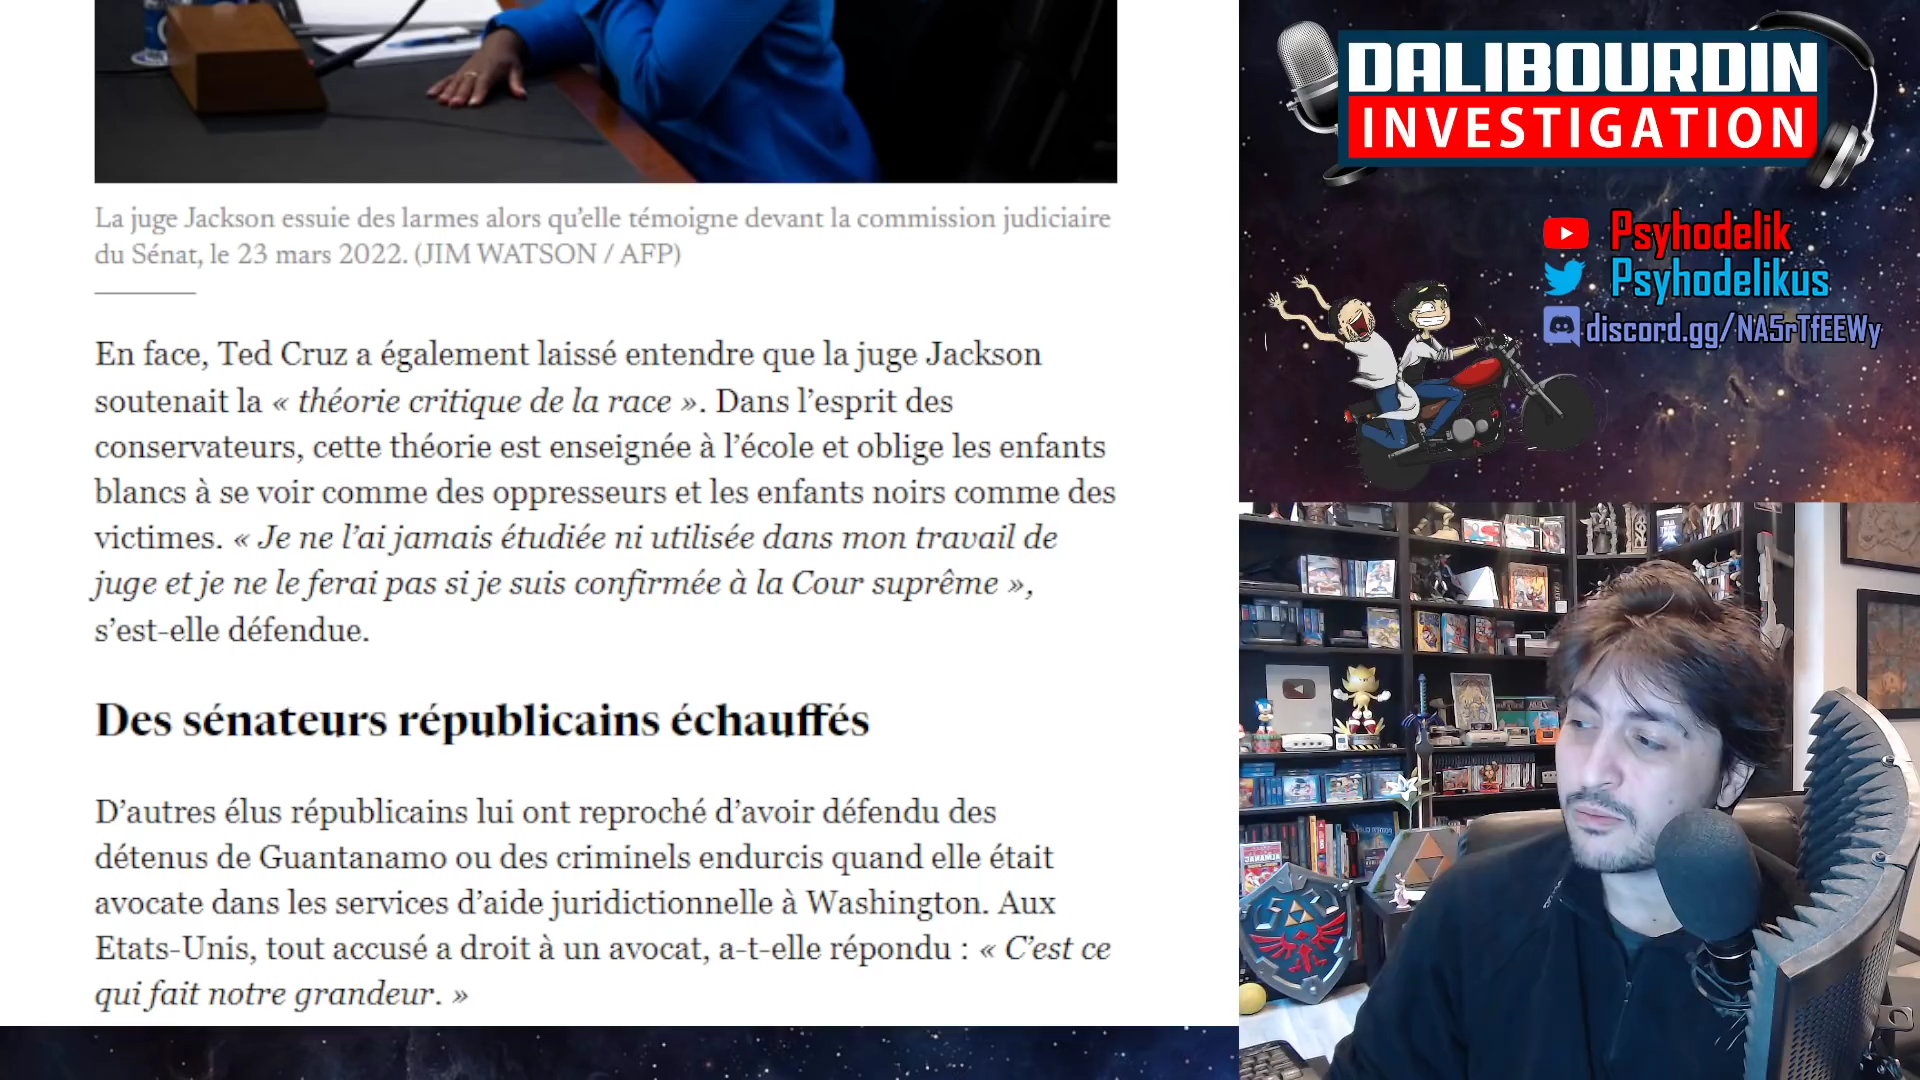 La juge Jackson essuie des larmes alors qu’elle témoigne devant la commission judiciaire
du Sénat, le 23 mars 2022. (JIM WATSON / AFP)
En face, Ted Cruz a également laissé entendre que la juge Jackson
soutenait la « théorie critique de la race ». Dans l’esprit des
conservateurs, cette théorie est enseignée à l’école et oblige les enfants
blancs à se voir comme des oppresseurs et les enfants noirs comme des
victimes. « Je ne l’ai jamais étudiée ni utilisée dans mon travail de
juge et je ne le ferai pas si je suis confirmée à la Cour suprême »,
s’est-elle défendue.
Des sénateurs républicains échauffés
D’autres élus républicains lui ont reproché d’avoir défendu des
détenus de Guantanamo ou des criminels endurcis quand elle était
avocate dans les services d’aide juridictionnelle à Washington. Aux
Etats-Unis, tout accusé a droit à un avocat, a-t-elle répondu : « C’est ce
qui fait notre grandeur. »
DALIBOURDIN
INVESTIGATION
Psyhodelik
Psyhodelikus
discord.gg/NA5rTfEEWy